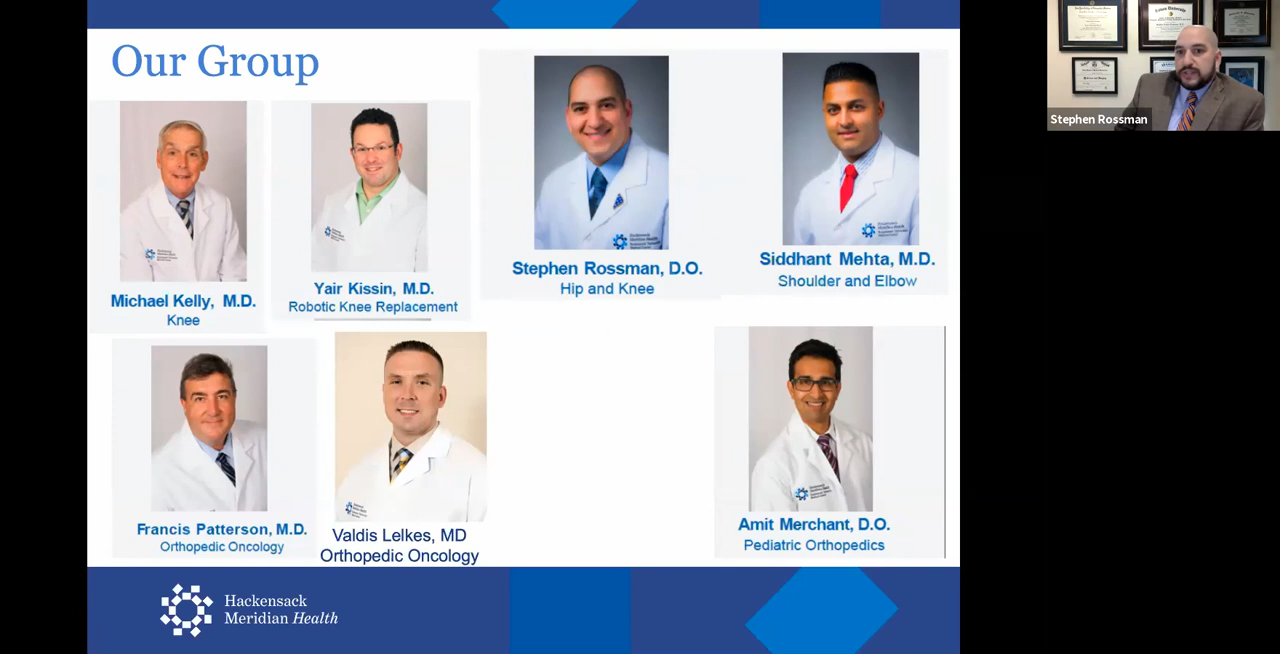 Our Group
Stephen Rossman
Michael Kelly, M.D.
Knee
Yair Kissin, M.D.
Robotic Knee Replacement
Stephen Rossman, D.O.
Hip and Knee
Siddhant Mehta, M.D.
Shoulder and Elbow
Francis Patterson, M.D.
Orthopedic Oncology
Valdis Lelkes, MD
Orthopedic Oncology
Amit Merchant, D.O.
Pediatric Orthopedics
Hackensack
Meridian Health